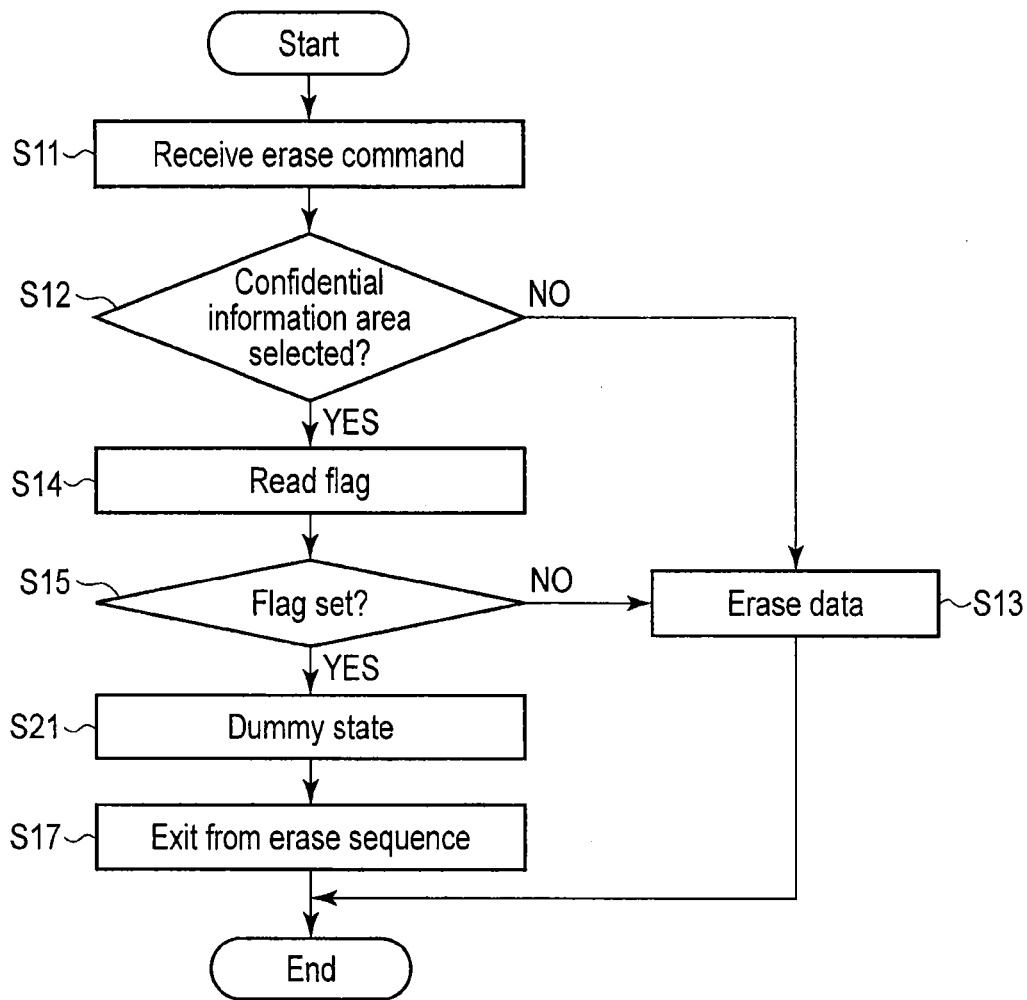 Start
S11
Receive erase command
S12
Confidential
information area
selected?
NO
YES
S14
Read flag
S15
Flag set?
NO
Erase data
S13
YES
S21
Dummy state
S17
Exit from erase sequence
End